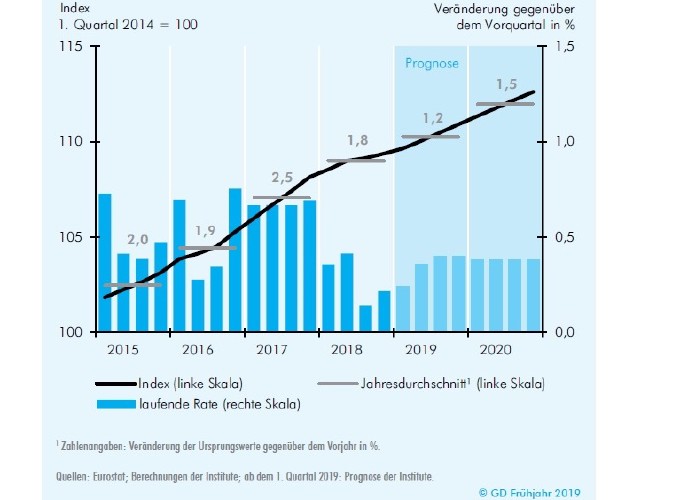 Index
1. Quartal 2014 = 100
Veränderung gegenüber
dem Vorquartal in %
115
1,5
Prognose
1,5
1,2
110
1,8
1,0
2,5
1,9
2,0
105
0,5
100
0,0
2015 2016 2017 2018 2019 2020
Index (linke Skala)
Jahresdurchschnitt¹ (linke Skala)
laufende Rate (rechte Skala)
¹ Zahlenangaben: Veränderung der Ursprungswerte gegenüber dem Vorjahr in %.
Quellen: Eurostat; Berechnungen der Institute; ab dem 1. Quartal 2019: Prognose der Institute.
© GD Frühjahr 2019